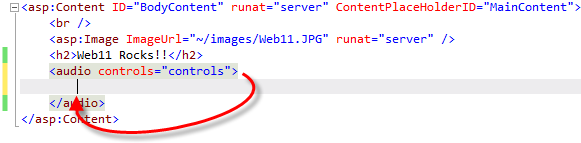 <asp:Content ID="BodyContent" runat="server" ContentPlaceHolderID="MainContent">
<br />
<asp:Image ImageUrl="~/images/Web11.JPG" runat="server" />
<h2>Web11 Rocks!!</h2>
<audio controls="controls">
</audio>
</asp:Content>